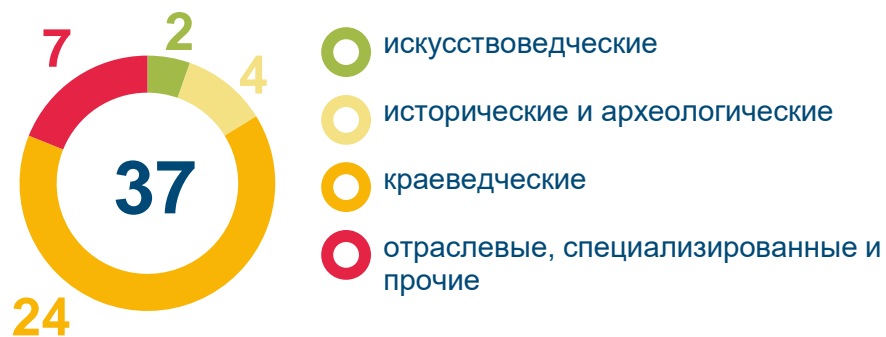 7
2
4
37
24
искусствоведческие
исторические и археологические
краеведческие
отраслевые, специализированные и
прочие